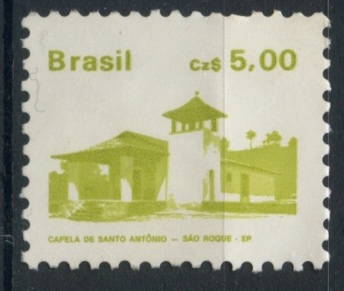 Brasil
Cz$ 5,00
CAPELA DE SANTO ANTÔNIO — SÃO ROQUE - SP